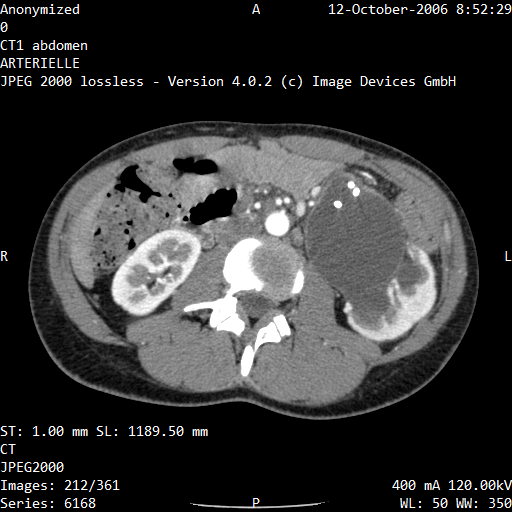 Anonymized A 12-October-2006 8:52:29
0
CT1 abdomen
ARTERIELLE
JPEG 2000 lossless - Version 4.0.2 (c) Image Devices GmbH
R L
ST: 1.00 mm SL: 1189.50 mm
CT
JPEG2000
Images: 212/361 400 mA 120.00kV
Series: 6168 P WL: 50 WW: 350